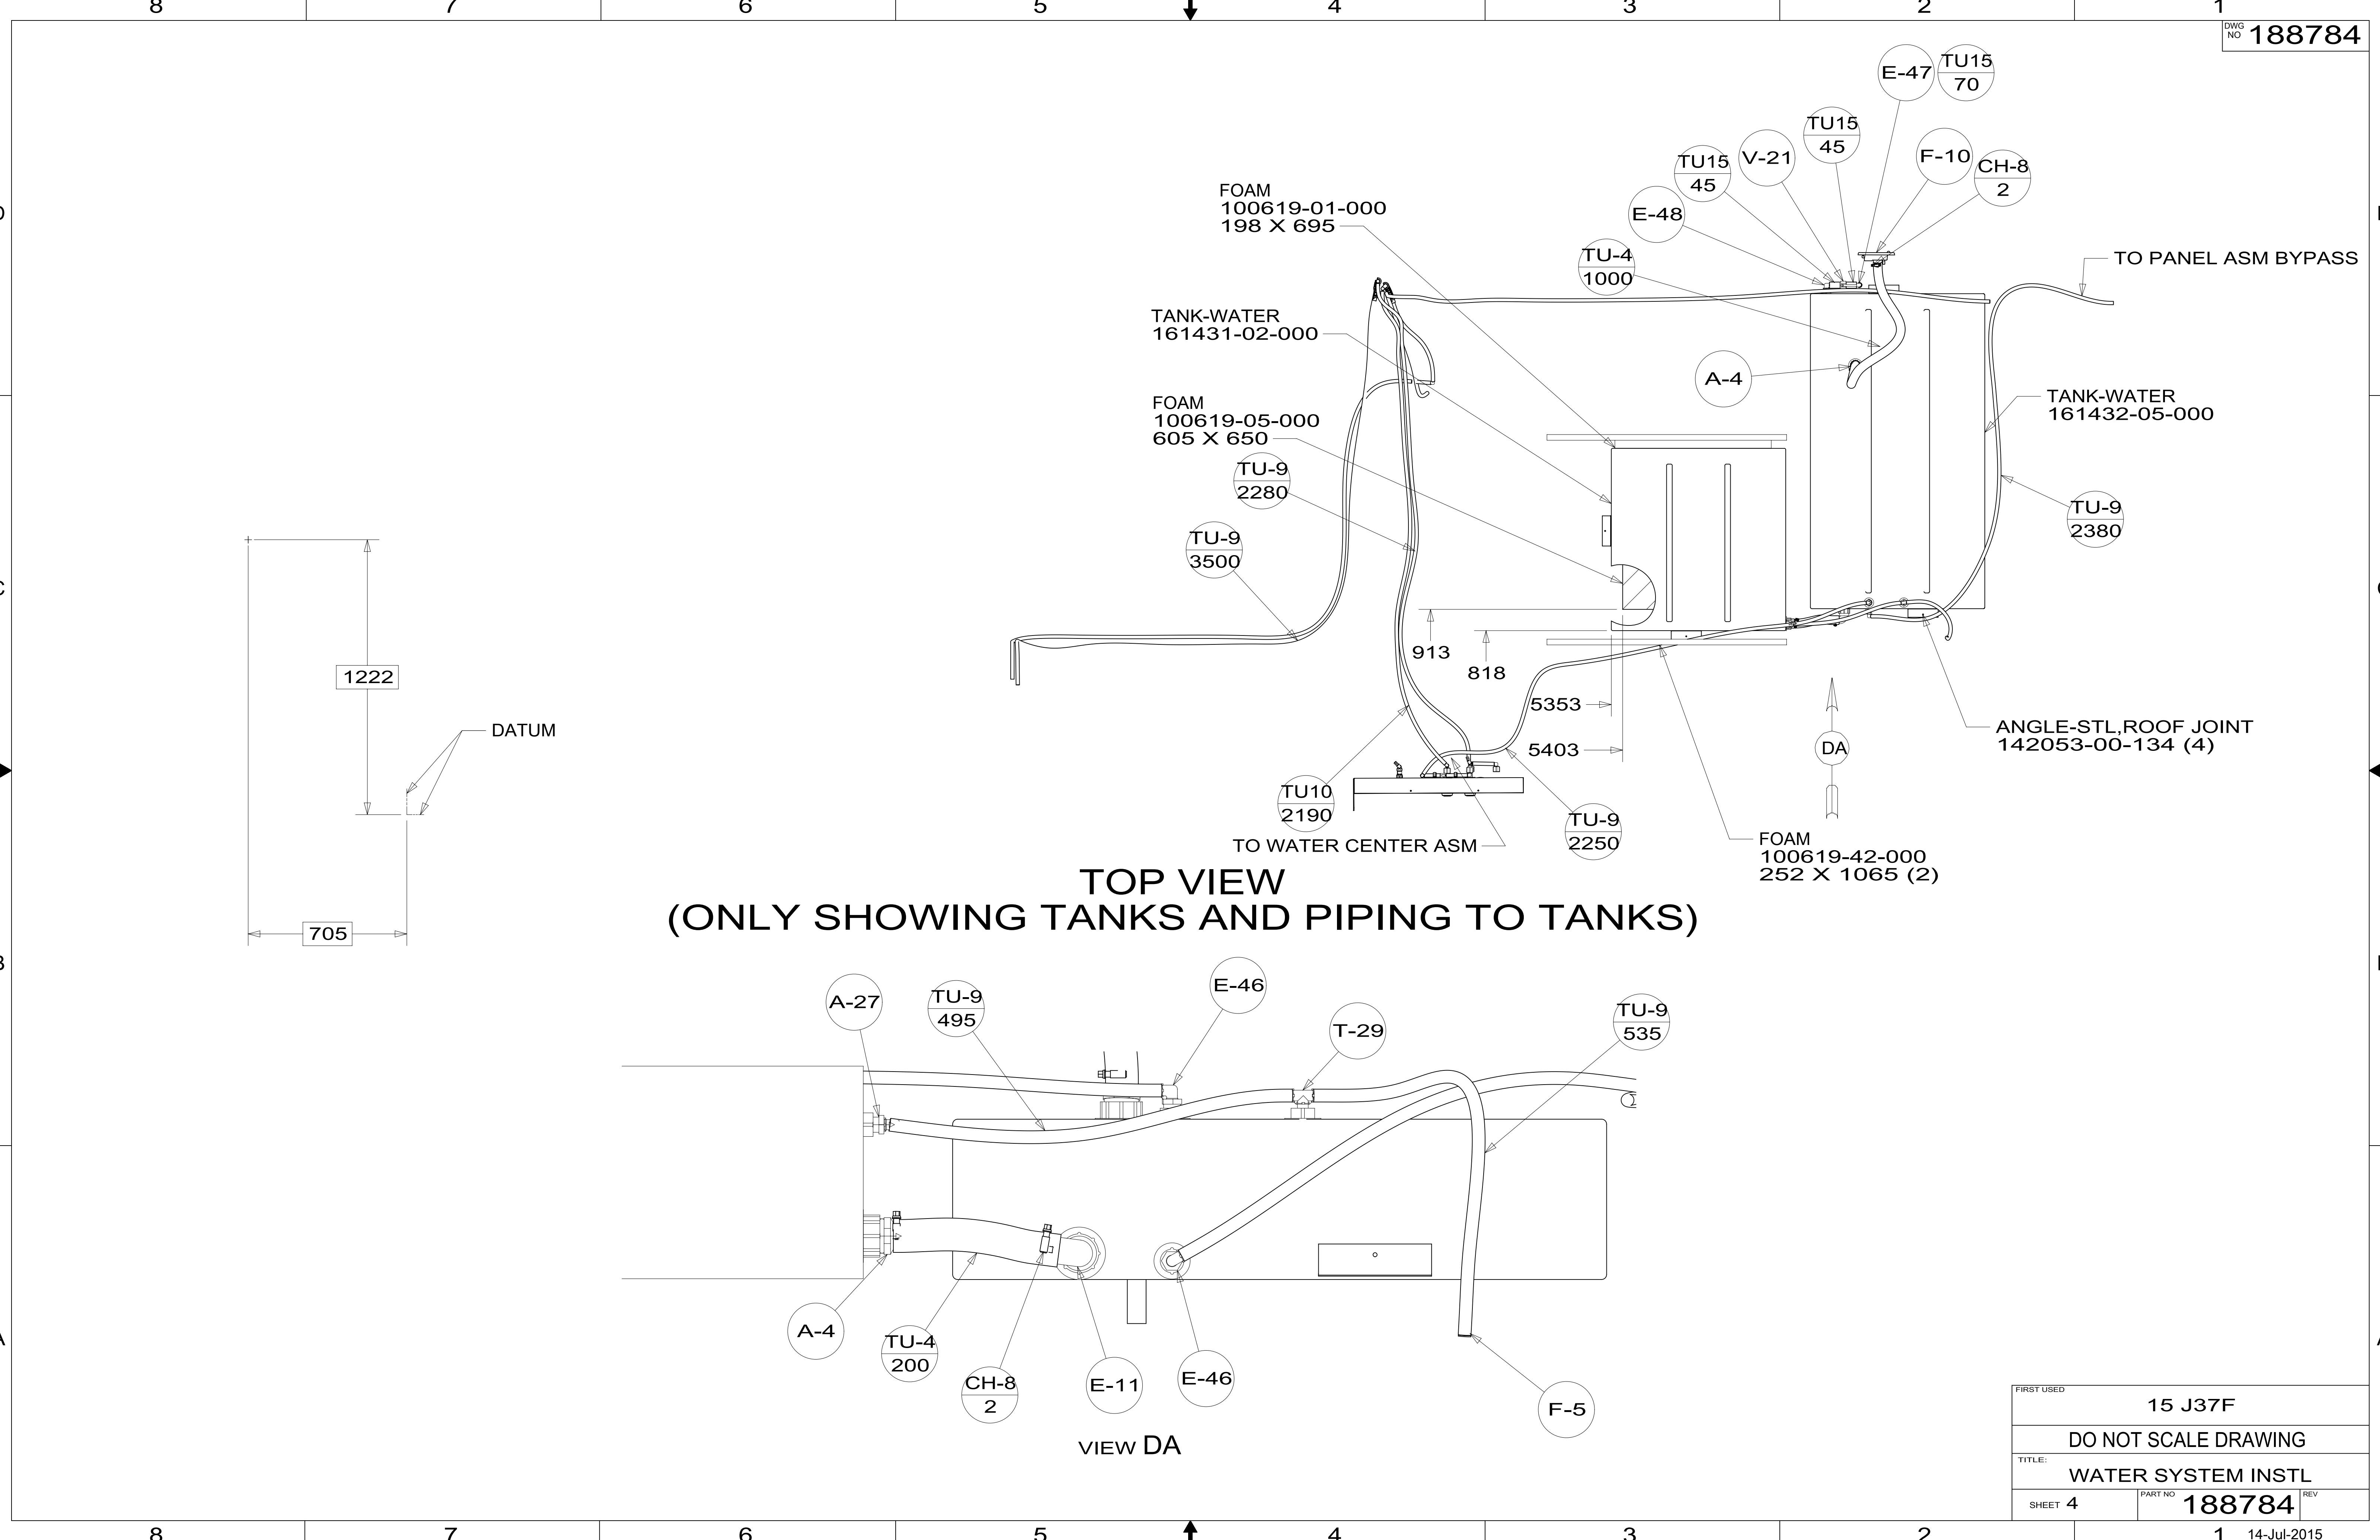 8 7 6 5 4 3 2 1
DWG NO 188784
E-47
TU15
70
TU15
45
V-21
TU15
45
F-10
CH-8
2
E-48
FOAM
100619-01-000
198 X 695
TU-4
1000
TO PANEL ASM BYPASS
TANK-WATER
161431-02-000
A-4
TANK-WATER
161432-05-000
FOAM
100619-05-000
605 X 650
TU-9
2280
TU-9
3500
TU-9
2380
1222
DATUM
913
818
5353
5403
DA
ANGLE-STL,ROOF JOINT
142053-00-134 (4)
TU10
2190
TU-9
2250
TO WATER CENTER ASM
FOAM
100619-42-000
252 X 1065 (2)
705
TOP VIEW
(ONLY SHOWING TANKS AND PIPING TO TANKS)
A-27
TU-9
495
E-46
T-29
TU-9
535
A-4
TU-4
200
CH-8
2
E-11
E-46
F-5
VIEW DA
FIRST USED
15 J37F
DO NOT SCALE DRAWING
TITLE:
WATER SYSTEM INSTL
SHEET 4
PART NO 188784
REV
8 7 6 5 4 3 2 1
14-Jul-2015